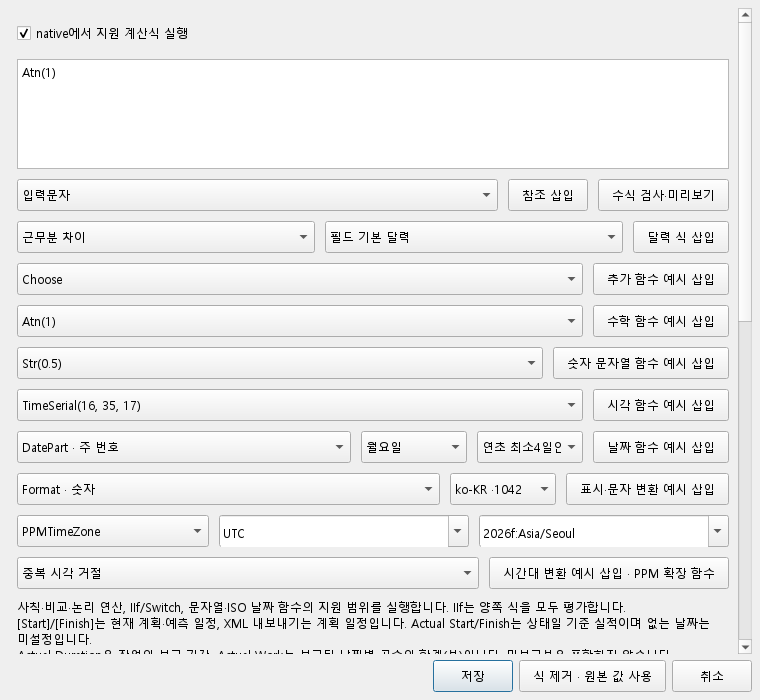 native에서 지원 계산식 실행
Atn(1)
입력문자 참조 삽입 수식 검사·미리보기
근무분 차이 필드 기본 달력 달력 식 삽입
Choose 추가 함수 예시 삽입
Atn(1) 수학 함수 예시 삽입
Str(0.5) 숫자 문자열 함수 예시 삽입
TimeSerial(16, 35, 17) 시각 함수 예시 삽입
DatePart · 주 번호 월요일 연초 최소4일인 날짜 함수 예시 삽입
Format · 숫자 ko-KR ·1042 표시·문자 변환 예시 삽입
PPMTimeZone UTC 2026f:Asia/Seoul
중복 시각 거절 시간대 변환 예시 삽입 · PPM 확장 함수
사칙·비교·논리 연산, IIf/Switch, 문자열·ISO 날짜 함수의 지원 범위를 실행합니다. IIf는 양쪽 식을 모두 평가합니다.
[Start]/[Finish]는 현재 계획·예측 일정, XML 내보내기는 계획 일정입니다. Actual Start/Finish는 상태일 기준 실적이며 없는 날짜는
미설정입니다.
저장 식 제거 · 원본 값 사용 취소